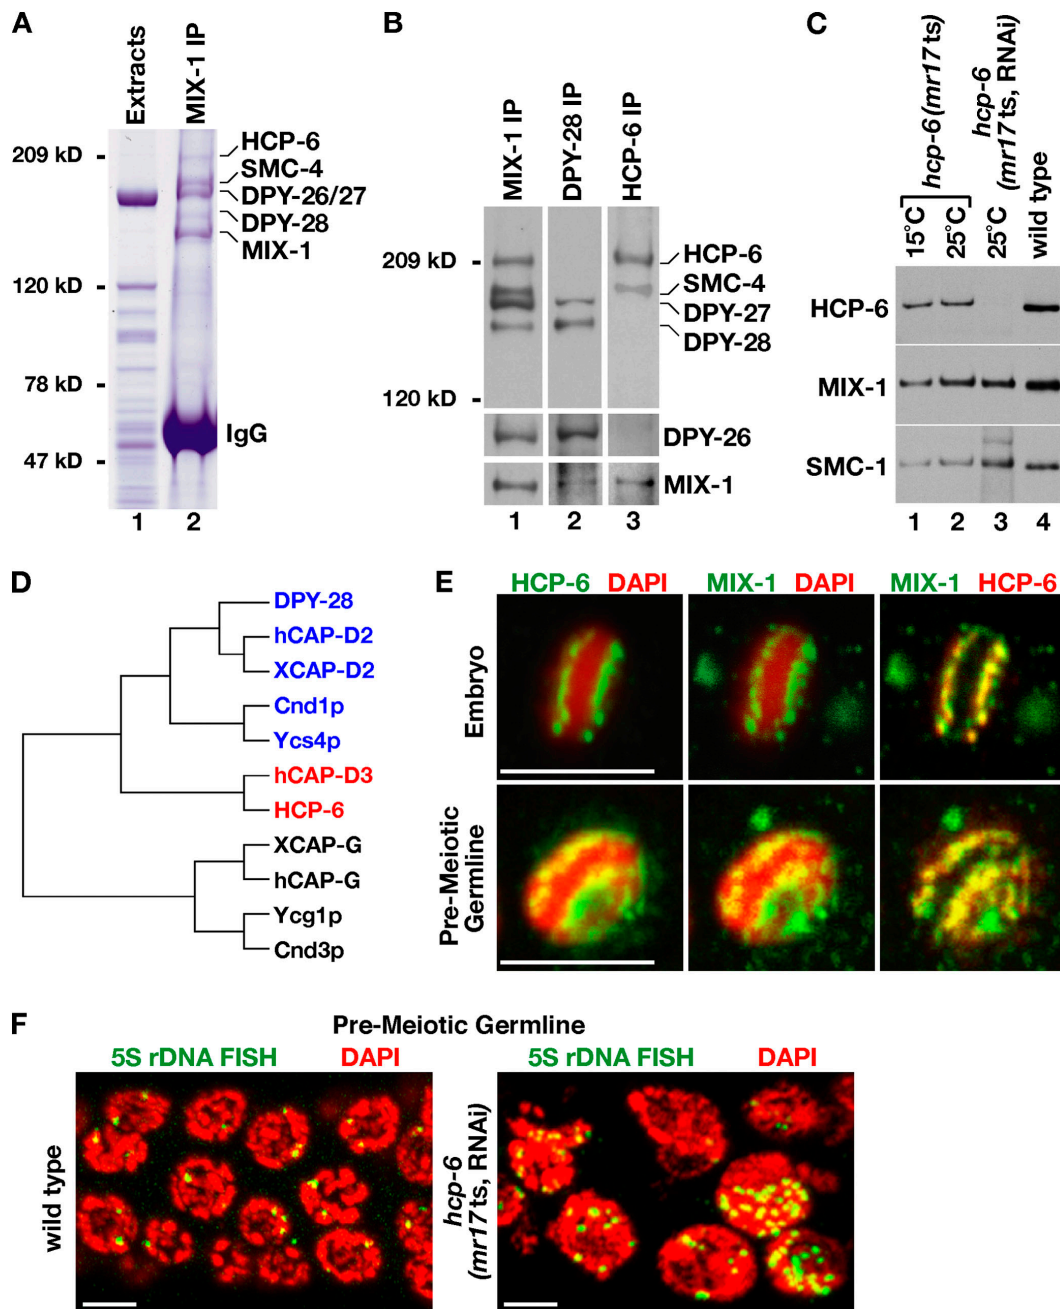 A
Extracts
MIX-1 IP
209 kD
120 kD
78 kD
47 kD
HCP-6
SMC-4
DPY-26/27
DPY-28
MIX-1
IgG
1 2
B
MIX-1 IP
DPY-28 IP
HCP-6 IP
209 kD
120 kD
HCP-6
SMC-4
DPY-27
DPY-28
DPY-26
MIX-1
1 2 3
C
hcp-6 (mr17ts)
hcp-6
(mr17ts, RNAi)
15°C
25°C
25°C
wild type
HCP-6
MIX-1
SMC-1
1 2 3 4
D
DPY-28
hCAP-D2
XCAP-D2
Cnd1p
Ycs4p
hCAP-D3
HCP-6
XCAP-G
hCAP-G
Ycg1p
Cnd3p
E
HCP-6 DAPI
MIX-1 DAPI
MIX-1 HCP-6
Embryo
Pre-Meiotic
Germline
F
Pre-Meiotic Germline
5S rDNA FISH DAPI
5S rDNA FISH DAPI
wild type
hcp-6
(mr17ts, RNAi)